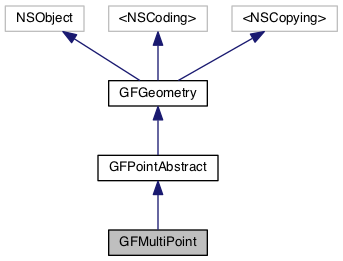 NSObject
<NSCoding>
<NSCopying>
GFGeometry
GFPointAbstract
GFMultiPoint